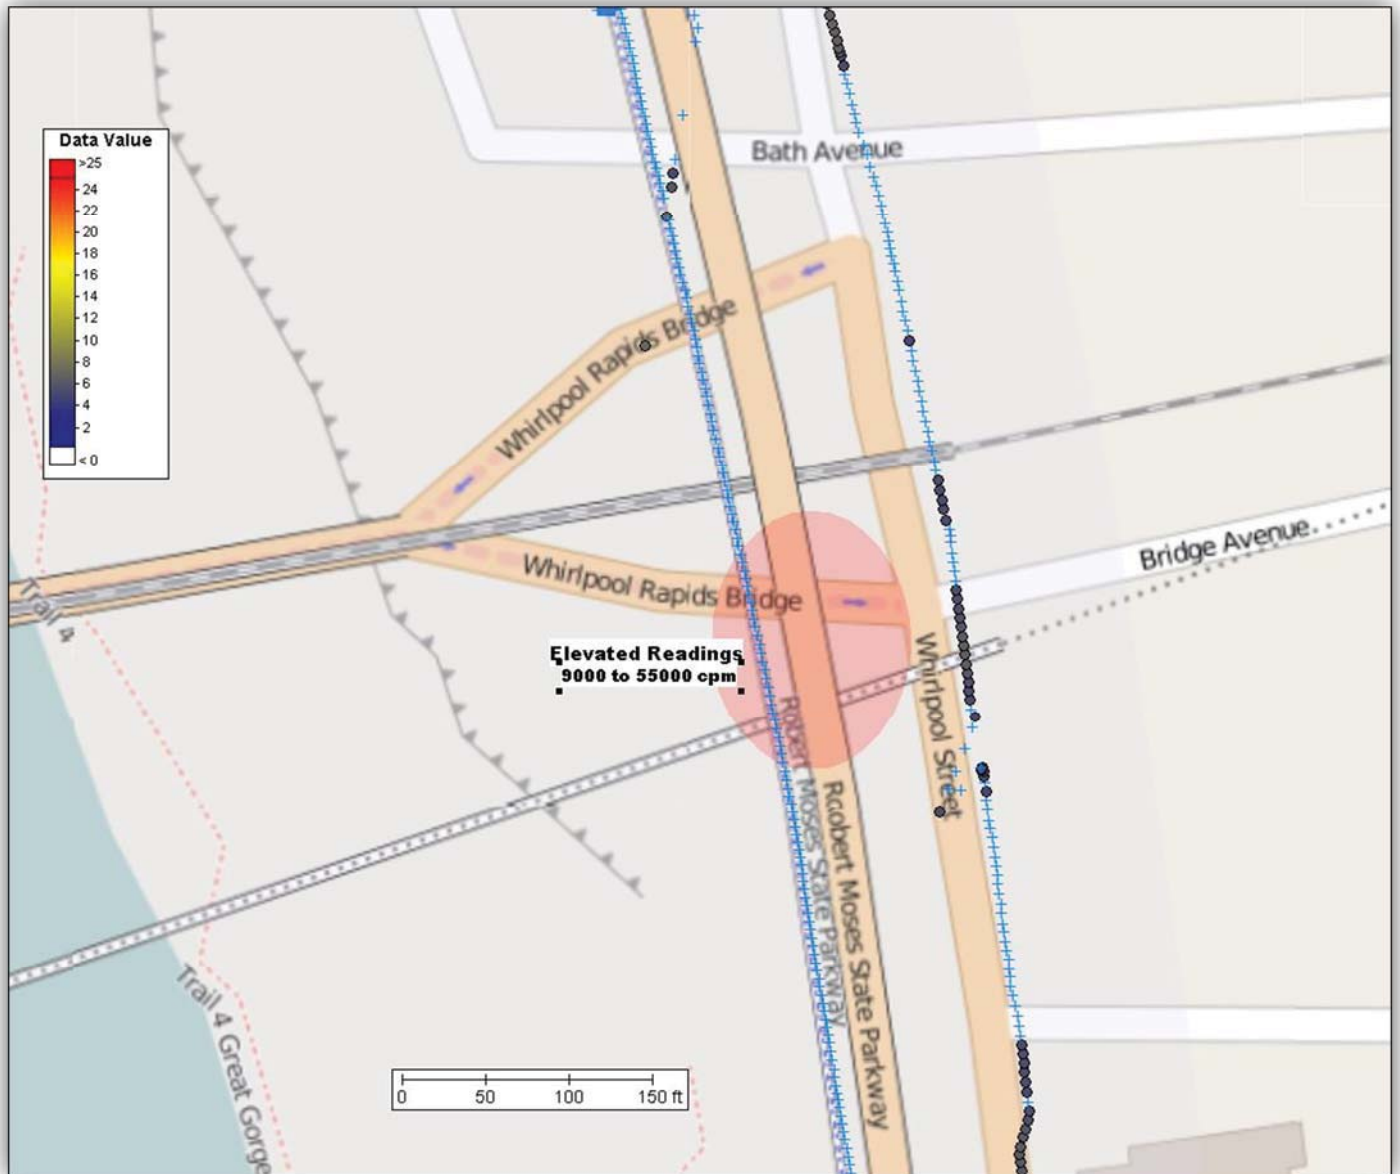 Data Value
>25
24
22
20
18
16
14
12
10
8
6
4
2
< 0
Bath Avenue
Whirlpool Rapids Bridge
Whirlpool Rapids Bridge
Bridge Avenue
Trail 4
Elevated Readings
9000 to 55000 cpm
Whirlpool Street
Robert Moses State Parkway
Roobert Moses State Parkway
Trail 4 Great Gorge
0 50 100 150 ft